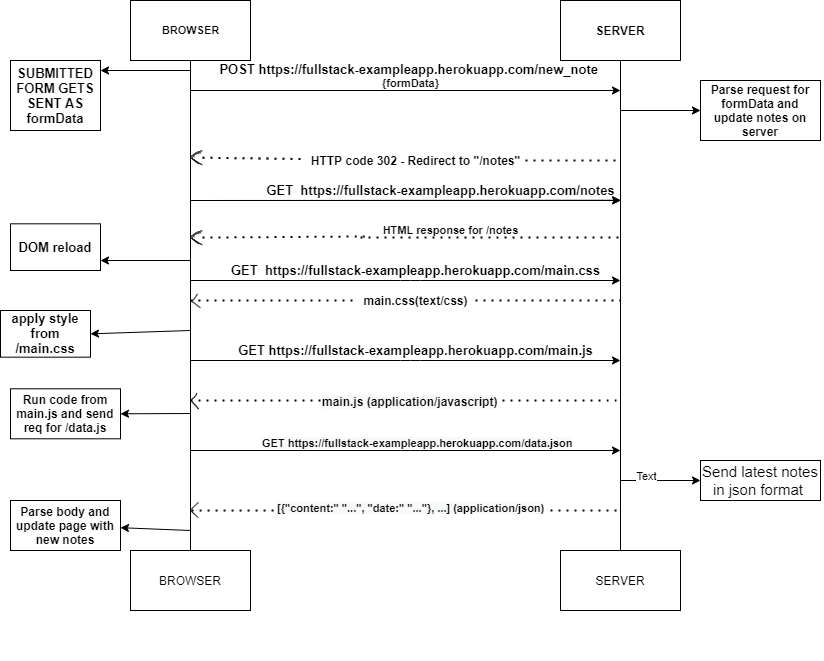 BROWSER
SERVER
SUBMITTED
FORM GETS
SENT AS
formData
POST https://fullstack-exampleapp.herokuapp.com/new_note
{formData}
Parse request for
formData and
update notes on
server
HTTP code 302 - Redirect to "/notes"
GET  https://fullstack-exampleapp.herokuapp.com/notes
HTML response for /notes
DOM reload
GET  https://fullstack-exampleapp.herokuapp.com/main.css
main.css(text/css)
apply style
from
/main.css
GET https://fullstack-exampleapp.herokuapp.com/main.js
Run code from
main.js and send
req for /data.js
main.js (application/javascript)
GET https://fullstack-exampleapp.herokuapp.com/data.json
Text
Send latest notes
in json format
[{"content:" "...", "date:" "..."}, ...] (application/json)
Parse body and
update page with
new notes
BROWSER
SERVER